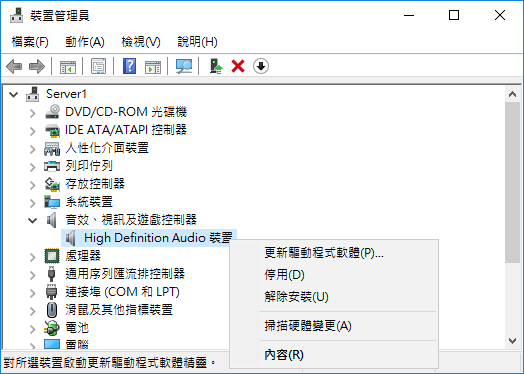 裝置管理員
檔案(F) 動作(A) 檢視(V) 說明(H)
Server1
DVD/CD-ROM 光碟機
IDE ATA/ATAPI 控制器
人性化介面裝置
列印佇列
存放控制器
系統裝置
音效、視訊及遊戲控制器
High Definition Audio 裝置
處理器
通用序列匯流排控制器
連接埠 (COM 和 LPT)
滑鼠及其他指標裝置
電池
電腦
更新驅動程式軟體(P)...
停用(D)
解除安裝(U)
掃描硬體變更(A)
內容(R)
對所選裝置啟動更新驅動程式軟體精靈。